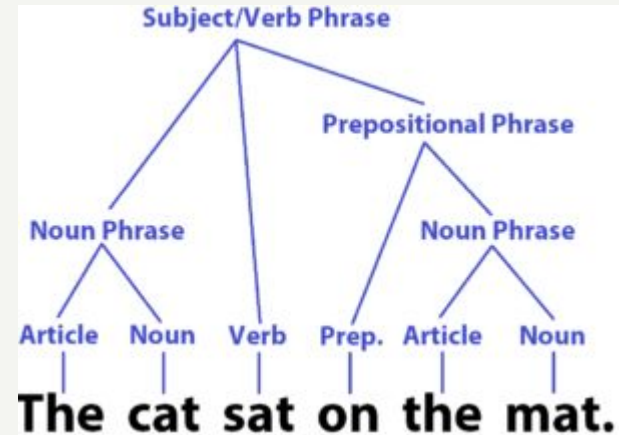 Subject/Verb Phrase
Prepositional Phrase
Noun Phrase Noun Phrase
Article Noun Verb Prep. Article Noun
The cat sat on the mat.